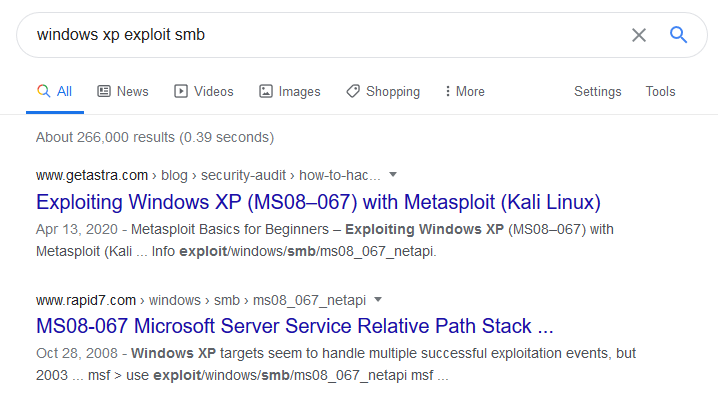 windows xp exploit smb
All News Videos Images Shopping More Settings Tools
About 266,000 results (0.39 seconds)
www.getastra.com › blog › security-audit › how-to-hac...
Exploiting Windows XP (MS08–067) with Metasploit (Kali Linux)
Apr 13, 2020 - Metasploit Basics for Beginners – Exploiting Windows XP (MS08–067) with
Metasploit (Kali ... Info exploit/windows/smb/ms08_067_netapi.
www.rapid7.com › windows › smb › ms08_067_netapi
MS08-067 Microsoft Server Service Relative Path Stack ...
Oct 28, 2008 - Windows XP targets seem to handle multiple successful exploitation events, but
2003 ... msf > use exploit/windows/smb/ms08_067_netapi msf ...